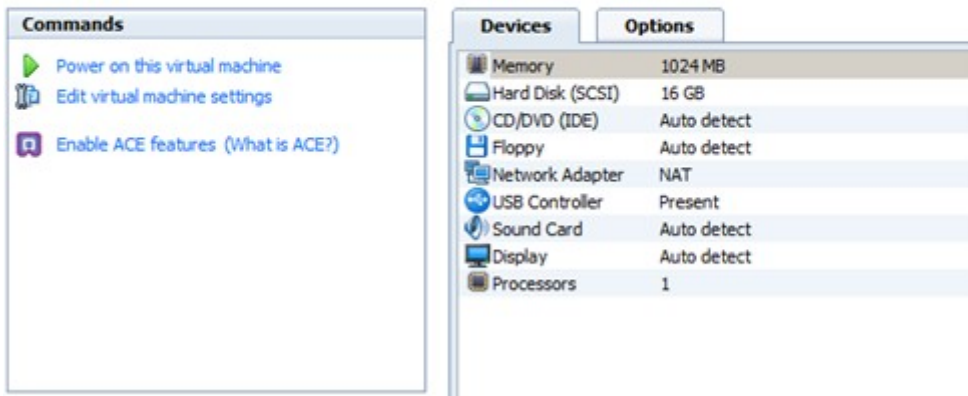 Commands
Power on this virtual machine
Edit virtual machine settings
Enable ACE features (What is ACE?)
Devices Options
Memory 1024 MB
Hard Disk (SCSI) 16 GB
CD/DVD (IDE) Auto detect
Floppy Auto detect
Network Adapter NAT
USB Controller Present
Sound Card Auto detect
Display Auto detect
Processors 1